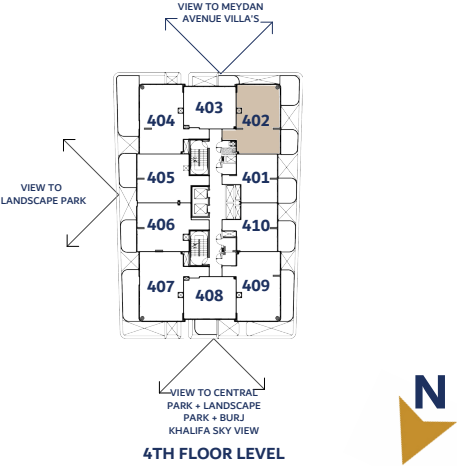 VIEW TO MEYDAN
AVENUE VILLA'S
403
404
402
405
401
VIEW TO
LANDSCAPE PARK
406
410
407
409
408
VIEW TO CENTRAL
PARK + LANDSCAPE
PARK + BURJ
KHALIFA SKY VIEW
4TH FLOOR LEVEL
N